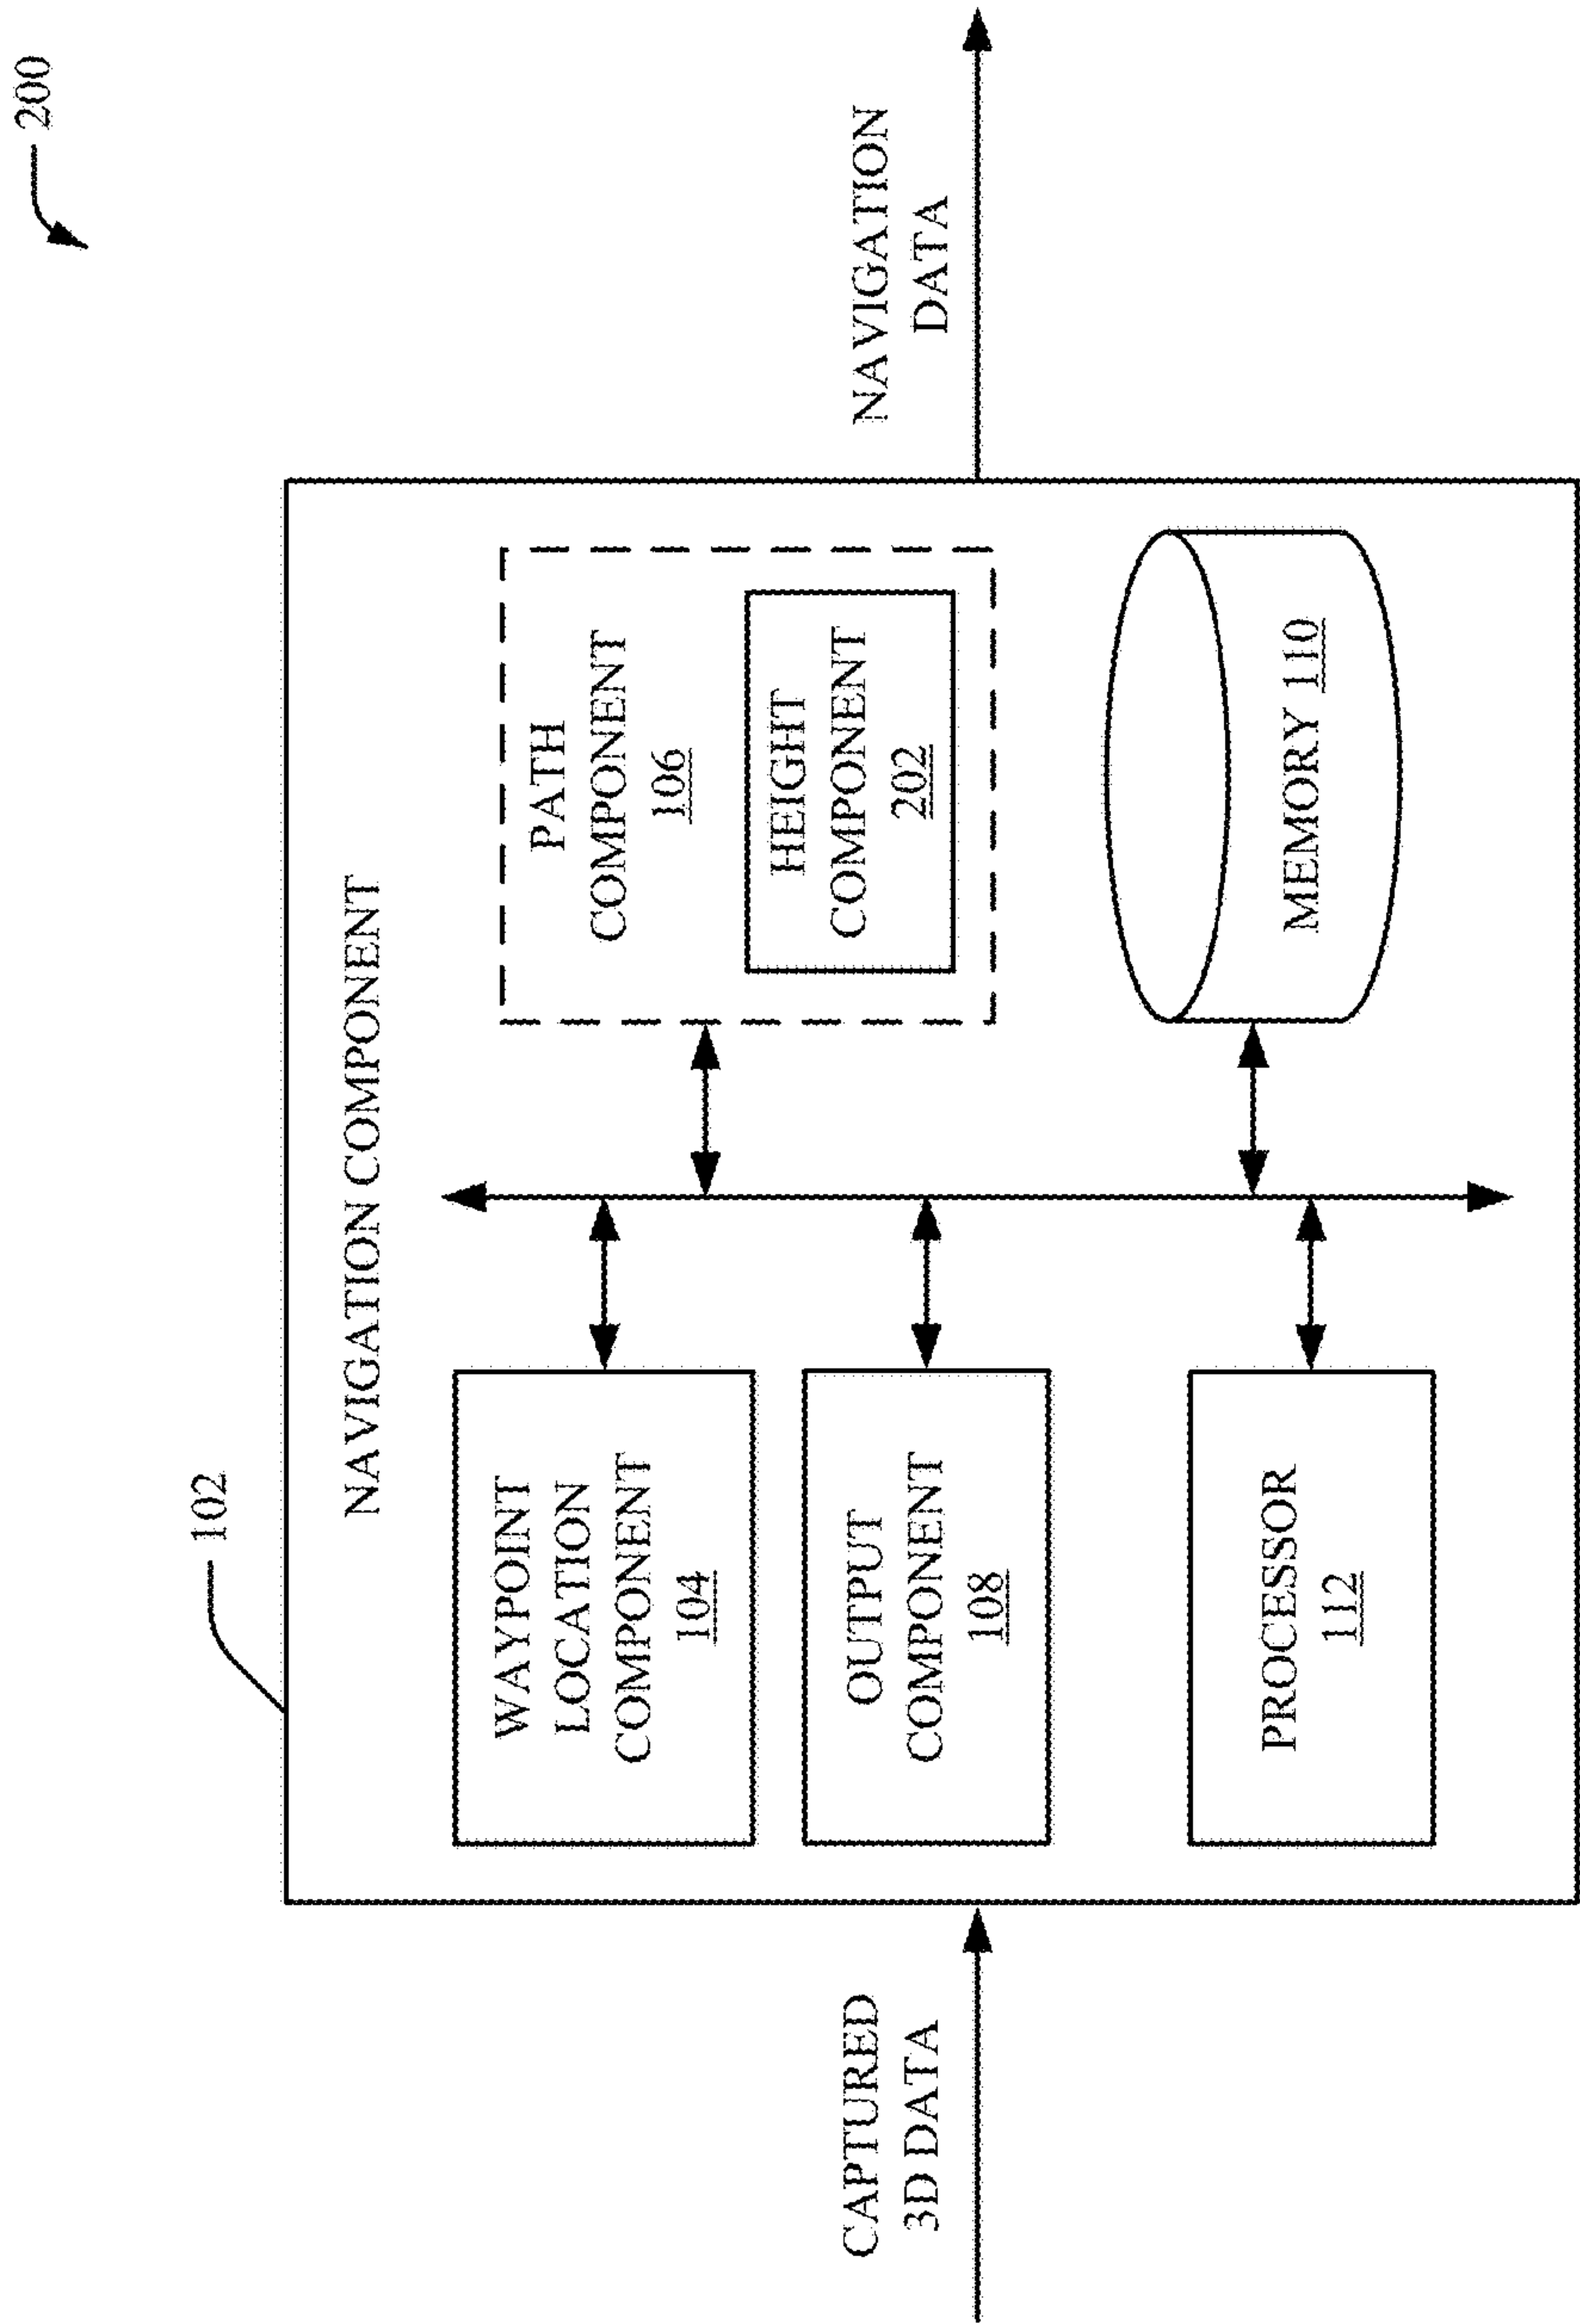 200
102
NAVIGATION COMPONENT
WAYPOINT
LOCATION
COMPONENT
104
PATH
COMPONENT
106
HEIGHT
COMPONENT
202
OUTPUT
COMPONENT
108
CAPTURED
3D DATA
NAVIGATION
DATA
PROCESSOR
112
MEMORY 110